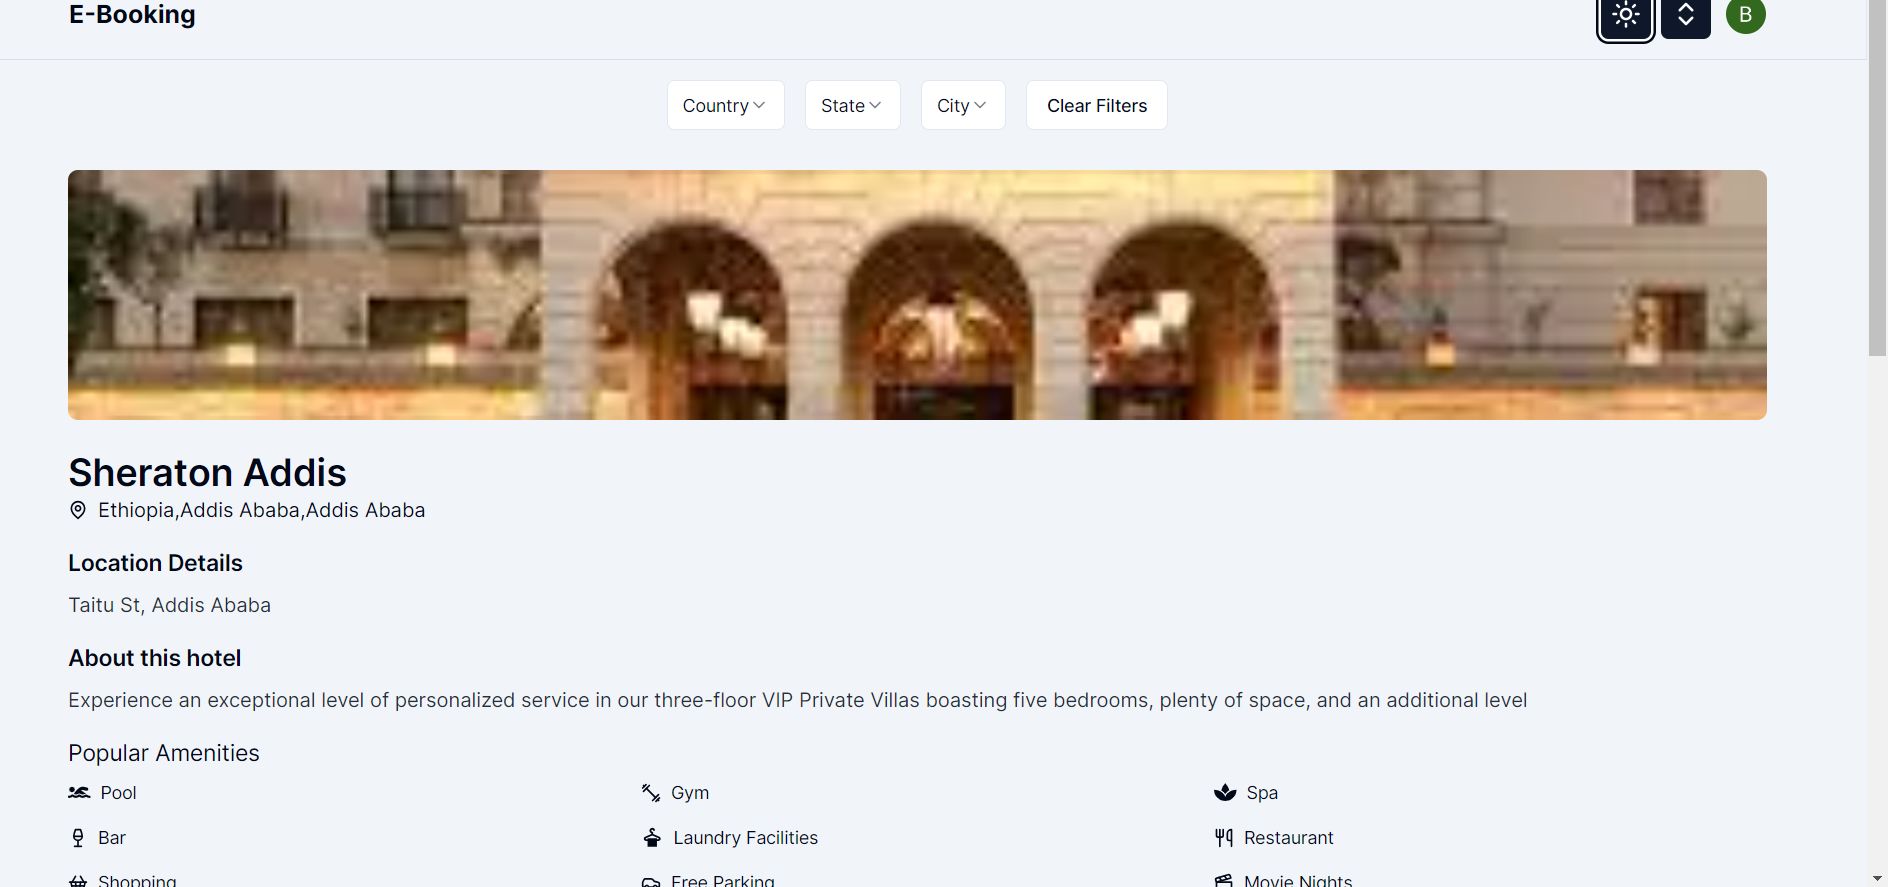 E-Booking
B
Country State City Clear Filters
Sheraton Addis
Ethiopia,Addis Ababa,Addis Ababa
Location Details
Taitu St, Addis Ababa
About this hotel
Experience an exceptional level of personalized service in our three-floor VIP Private Villas boasting five bedrooms, plenty of space, and an additional level
Popular Amenities
Pool Gym Spa
Bar Laundry Facilities Restaurant
Shopping Free Parking Movie Nights